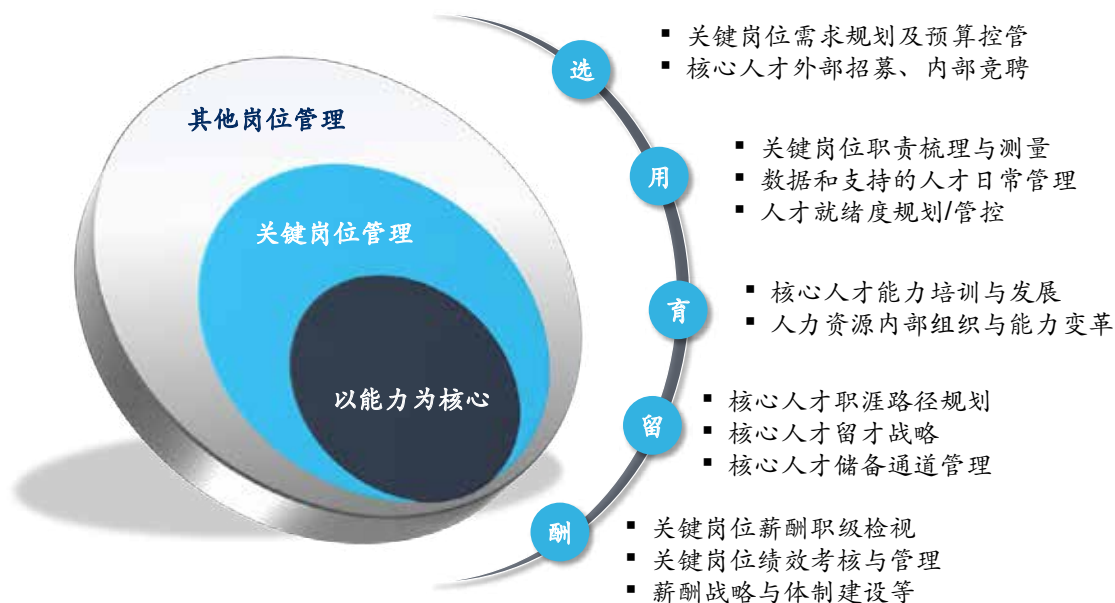 其他岗位管理
关键岗位管理
以能力为核心
选
▪ 关键岗位需求规划及预算控管
▪ 核心人才外部招募、内部竞聘
用
▪ 关键岗位职责梳理与测量
▪ 数据和支持的人才日常管理
▪ 人才就绪度规划/管控
育
▪ 核心人才能力培训与发展
▪ 人力资源内部组织与能力变革
留
▪ 核心人才职涯路径规划
▪ 核心人才留才战略
▪ 核心人才储备通道管理
酬
▪ 关键岗位薪酬职级检视
▪ 关键岗位绩效考核与管理
▪ 薪酬战略与体制建设等